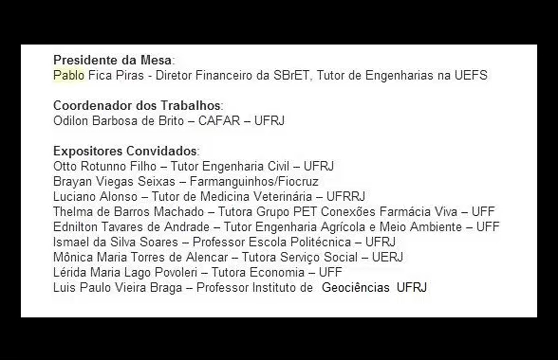 Presidente da Mesa:
Pablo Fica Piras - Diretor Financeiro da SBrET, Tutor de Engenharias na UEFS
Coordenador dos Trabalhos:
Odilon Barbosa de Brito – CAFAR – UFRJ
Expositores Convidados:
Otto Rotunno Filho – Tutor Engenharia Civil – UFRJ
Brayan Viegas Seixas – Farmanguinhos/Fiocruz
Luciano Alonso – Tutor de Medicina Veterinária – UFRRJ
Thelma de Barros Machado – Tutora Grupo PET Conexões Farmácia Viva – UFF
Ednilton Tavares de Andrade – Tutor Engenharia Agrícola e Meio Ambiente – UFF
Ismael da Silva Soares – Professor Escola Politécnica – UFRJ
Mônica Maria Torres de Alencar – Tutora Serviço Social – UERJ
Lérida Maria Lago Povoleri – Tutora Economia – UFF
Luis Paulo Vieira Braga – Professor Instituto de Geociências UFRJ